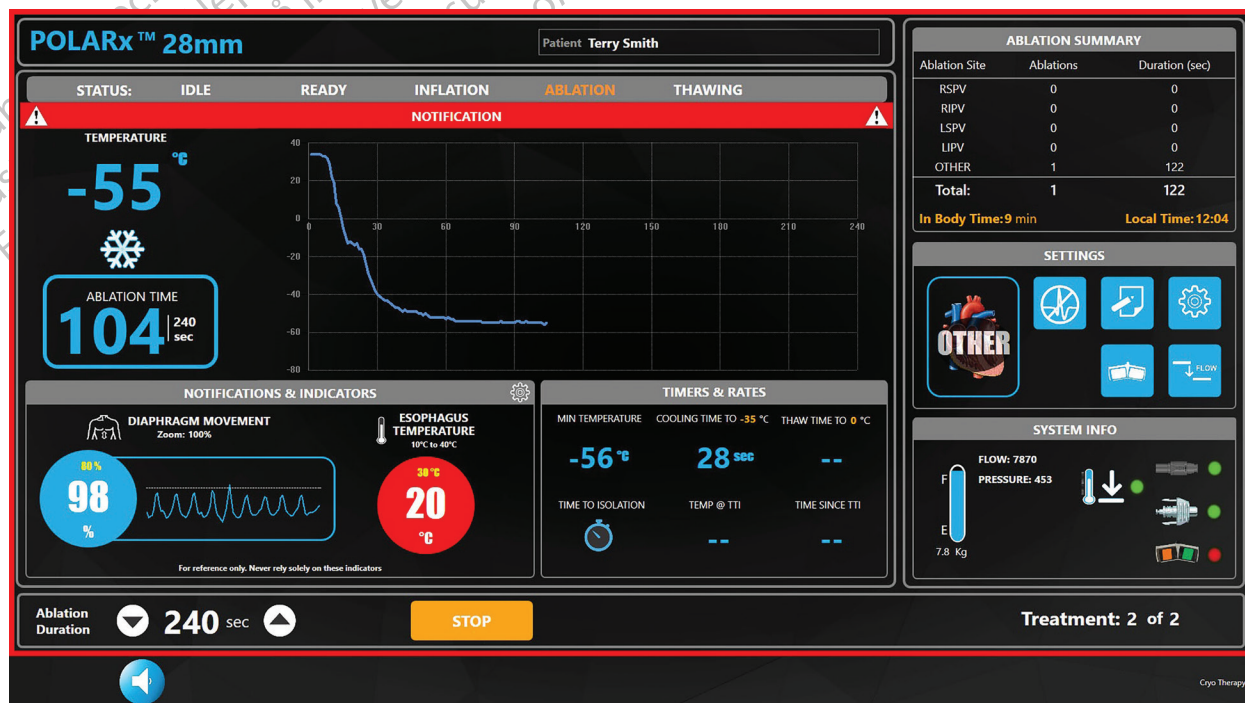 POLARx™ 28mm
Patient Terry Smith
STATUS: IDLE READY INFLATION ABLATION THAWING
NOTIFICATION
TEMPERATURE
-55 °C
ABLATION TIME
104 240 sec
40
20
0
-20
-40
-60
-80
0 30 60 90 120 150 180 210 240
NOTIFICATIONS & INDICATORS
DIAPHRAGM MOVEMENT
Zoom: 100%
80 %
98
%
ESOPHAGUS
TEMPERATURE
10°C to 40°C
30 °C
20
°C
For reference only. Never rely solely on these indicators
TIMERS & RATES
MIN TEMPERATURE COOLING TIME TO -35 °C THAW TIME TO 0 °C
-56 °C 28 sec --
TIME TO ISOLATION TEMP @ TTI TIME SINCE TTI
-- --
Ablation
Duration
240 sec
STOP
Treatment: 2 of 2
ABLATION SUMMARY
Ablation Site Ablations Duration (sec)
RSPV 0 0
RIPV 0 0
LSPV 0 0
LIPV 0 0
OTHER 1 122
Total: 1 122
In Body Time:9 min Local Time:12:04
SETTINGS
OTHER
FLOW
SYSTEM INFO
FLOW: 7870
PRESSURE: 453
F
E
7.8 Kg
Cryo Therapy